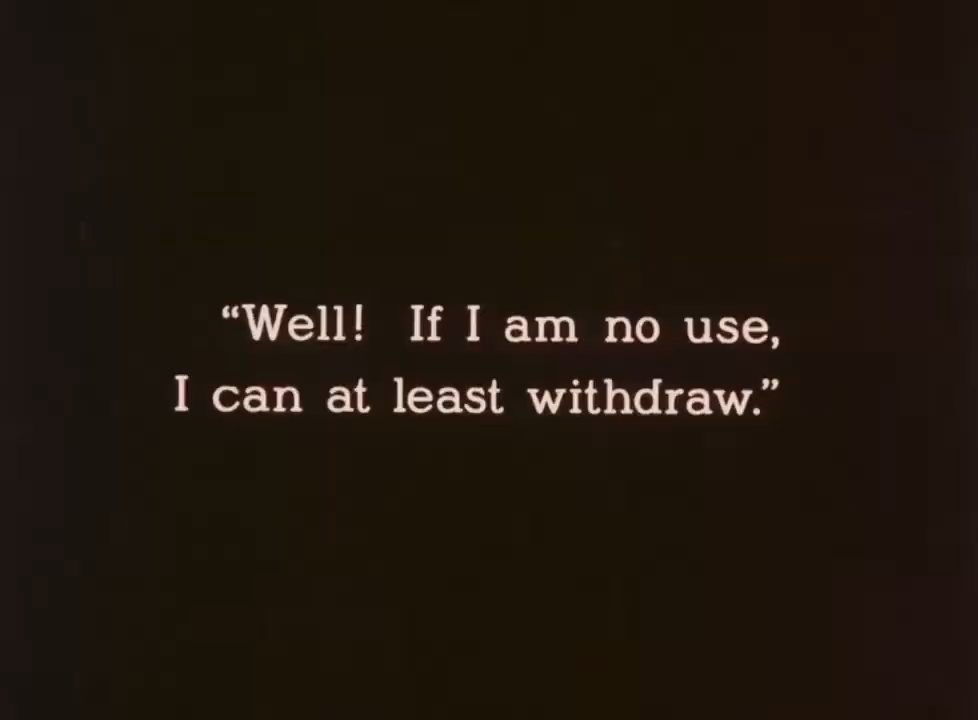 “Well! If I am no use,
I can at least withdraw.”